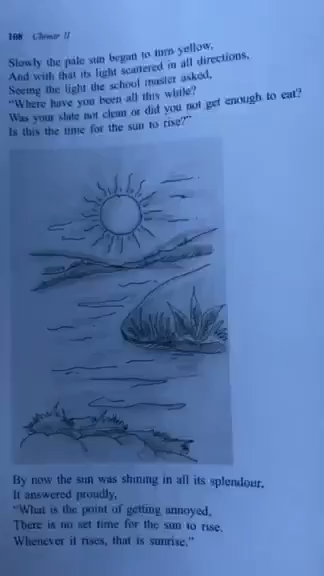 108 Chinar II
Slowly the pale sun began to turn yellow,
And with that its light scattered in all directions,
Seeing the light the school master asked,
"Where have you been all this while?
Was your slate not clean or did you not get enough to eat?
Is this the time for the sun to rise?"
By now the sun was shining in all its splendour,
It answered proudly,
"What is the point of getting annoyed,
There is no set time for the sun to rise.
Whenever it rises, that is sunrise."